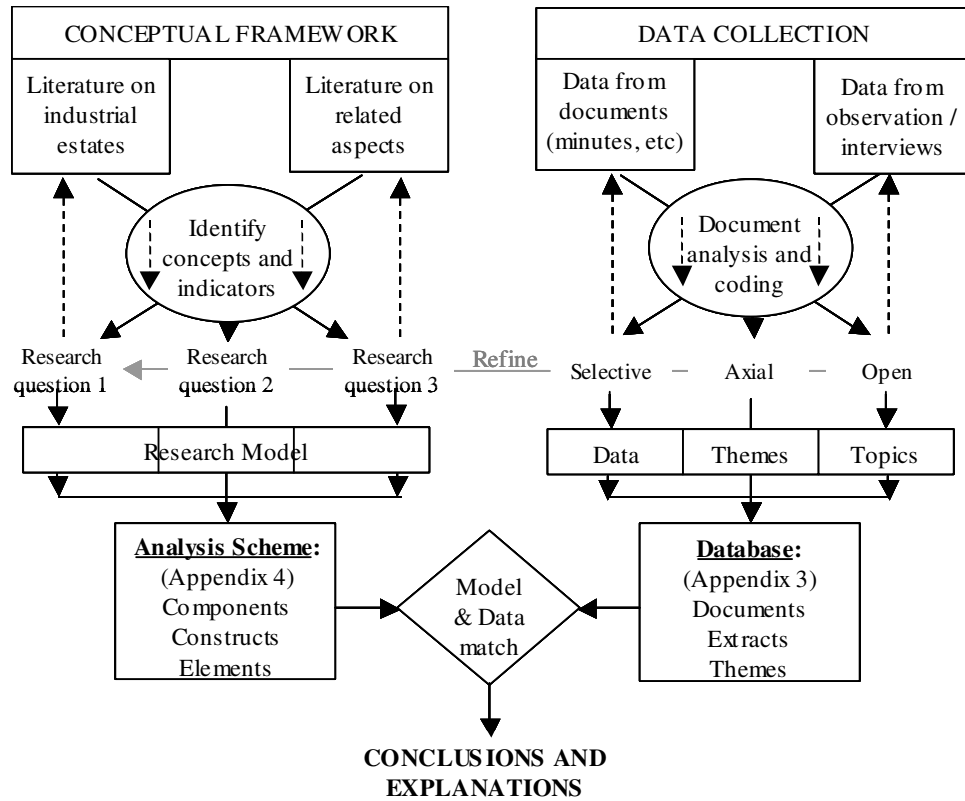 CONCEPTUAL FRAMEWORK
Literature on
industrial
estates
Literature on
related
aspects
Identify
concepts and
indicators
Research
question 1
Research
question 2
Research
question 3
Research Model
Analysis Scheme:
(Appendix 4)
Components
Constructs
Elements
DATA COLLECTION
Data from
documents
(minutes, etc)
Data from
observation /
interviews
Document
analysis and
coding
Refine
Selective
Axial
Open
Data
Themes
Topics
Database:
(Appendix 3)
Documents
Extracts
Themes
Model
& Data
match
CONCLUSIONS AND
EXPLANATIONS